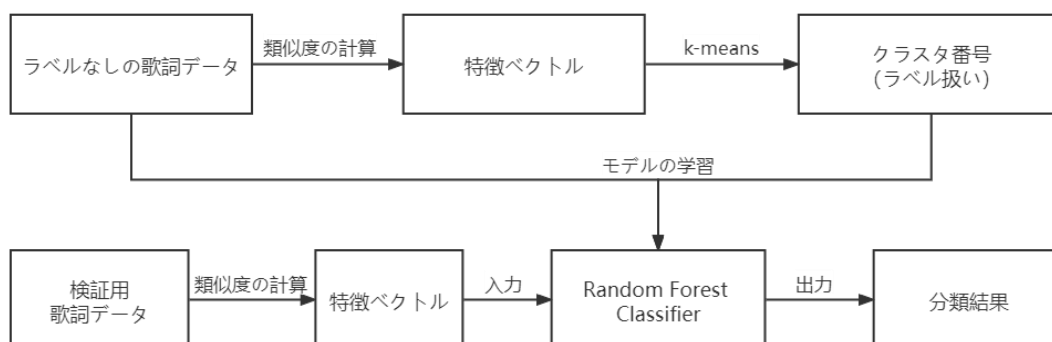 ラベルなしの歌詞データ
類似度の計算
特徴ベクトル
k-means
クラスタ番号
(ラベル扱い)
モデルの学習
検証用
歌詞データ
類似度の計算
特徴ベクトル
入力
Random Forest
Classifier
出力
分類結果